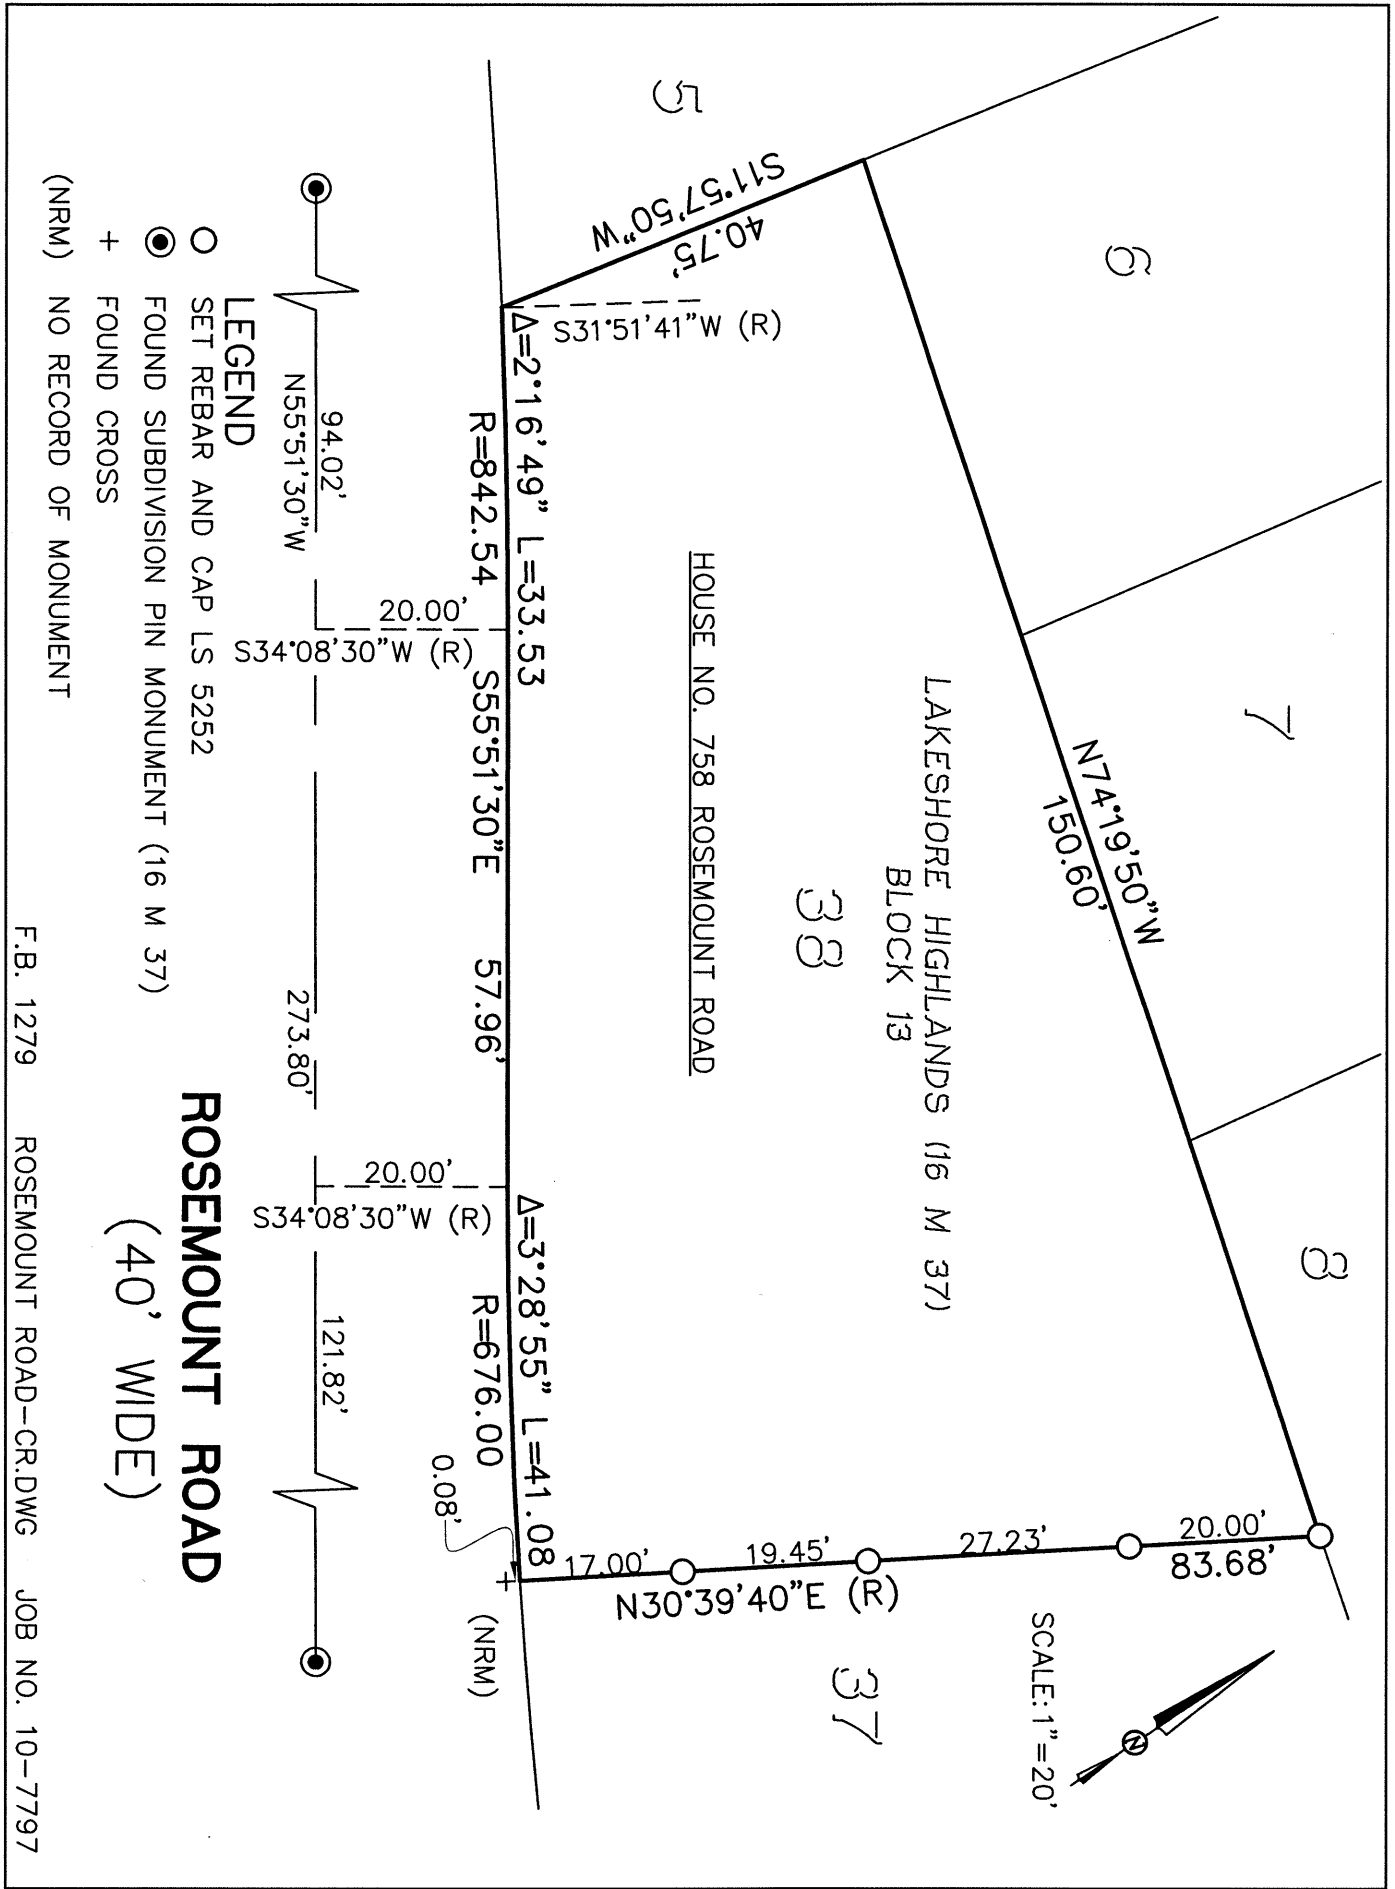 5
6
7
8
S11°57'50"W
40.75'
N74°19'50"W
150.60'
S31°51'41"W (R)
LAKESHORE HIGHLANDS (16 M 37)
BLOCK 13
38
HOUSE NO. 758 ROSEMOUNT ROAD
Δ=2°16'49" L=33.53
R=842.54
S55°51'30"E 57.96'
Δ=3°28'55" L=41.08
R=676.00
20.00'
83.68'
27.23'
19.45'
17.00'
N30°39'40"E (R)
37
SCALE: 1"=20'
N
0.08'
(NRM)
20.00'
S34°08'30"W (R)
20.00'
S34°08'30"W (R)
94.02'
N55°51'30"W
273.80'
121.82'
ROSEMOUNT ROAD
(40' WIDE)
LEGEND
SET REBAR AND CAP LS 5252
FOUND SUBDIVISION PIN MONUMENT (16 M 37)
+ FOUND CROSS
(NRM) NO RECORD OF MONUMENT
F.B. 1279 ROSEMOUNT ROAD-CR.DWG JOB NO. 10-7797